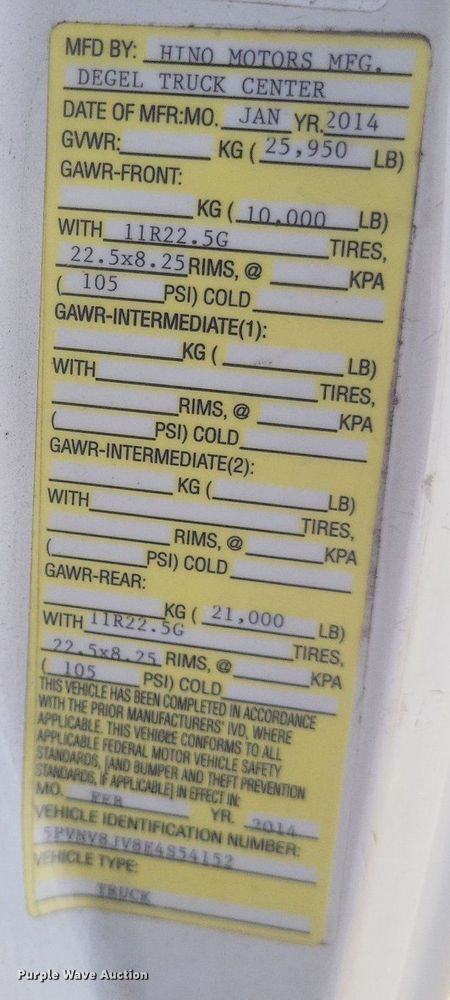 MFD BY: HINO MOTORS MFG.
DEGEL TRUCK CENTER
DATE OF MFR:MO. JAN YR. 2014
GVWR: KG ( 25,950 LB)
GAWR-FRONT:
KG ( 10,000 LB)
WITH 11R22.5G TIRES,
22.5x8.25 RIMS, @ KPA
( 105 PSI) COLD
GAWR-INTERMEDIATE(1):
KG ( LB)
WITH TIRES,
RIMS, @ KPA
( PSI) COLD
GAWR-INTERMEDIATE(2):
KG ( LB)
WITH TIRES,
RIMS, @ KPA
( PSI) COLD
GAWR-REAR:
KG ( 21,000 LB)
WITH 11R22.5G TIRES,
22.5x8.25 RIMS, @ KPA
( 105 PSI) COLD
THIS VEHICLE HAS BEEN COMPLETED IN ACCORDANCE
WITH THE PRIOR MANUFACTURERS' IVD, WHERE
APPLICABLE. THIS VEHICLE CONFORMS TO ALL
APPLICABLE FEDERAL MOTOR VEHICLE SAFETY
STANDARDS, [AND BUMPER AND THEFT PREVENTION
STANDARDS, IF APPLICABLE] IN EFFECT IN:
MO. FEB YR. 2014
VEHICLE IDENTIFICATION NUMBER:
5PVNV8JV8E4S54152
VEHICLE TYPE:
TRUCK
Purple Wave Auction